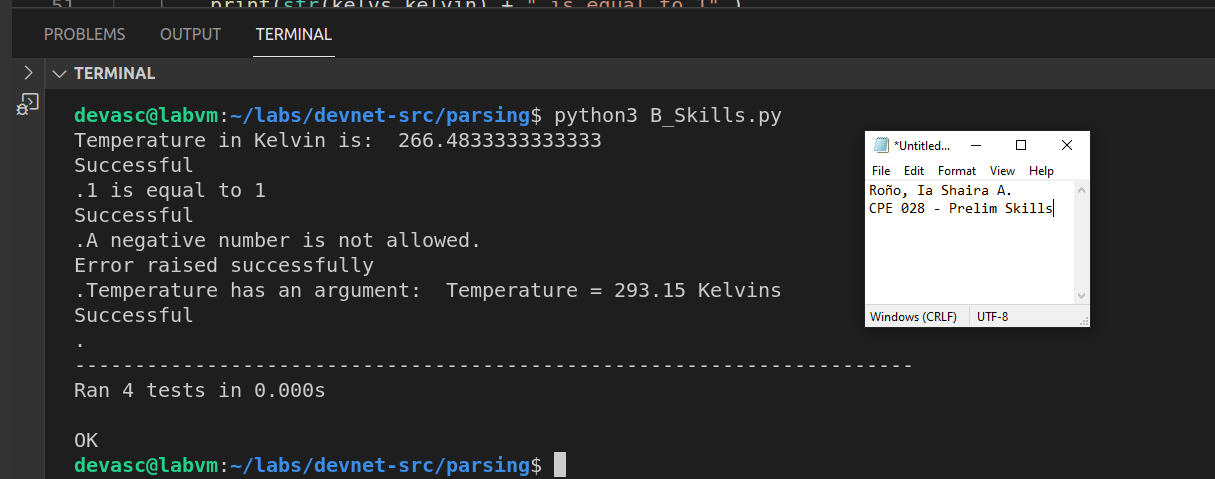 51 print(str(kelvs.kelvin) + " is equal to 1" )
PROBLEMS OUTPUT TERMINAL
TERMINAL
devasc@labvm:~/labs/devnet-src/parsing$ python3 B_Skills.py
Temperature in Kelvin is:  266.4833333333333
Successful
.1 is equal to 1
Successful
.A negative number is not allowed.
Error raised successfully
.Temperature has an argument:  Temperature = 293.15 Kelvins
Successful
.
----------------------------------------------------------------------
Ran 4 tests in 0.000s
OK
devasc@labvm:~/labs/devnet-src/parsing$
*Untitled...
File Edit Format View Help
Roño, Ia Shaira A.
CPE 028 - Prelim Skills
Windows (CRLF) UTF-8